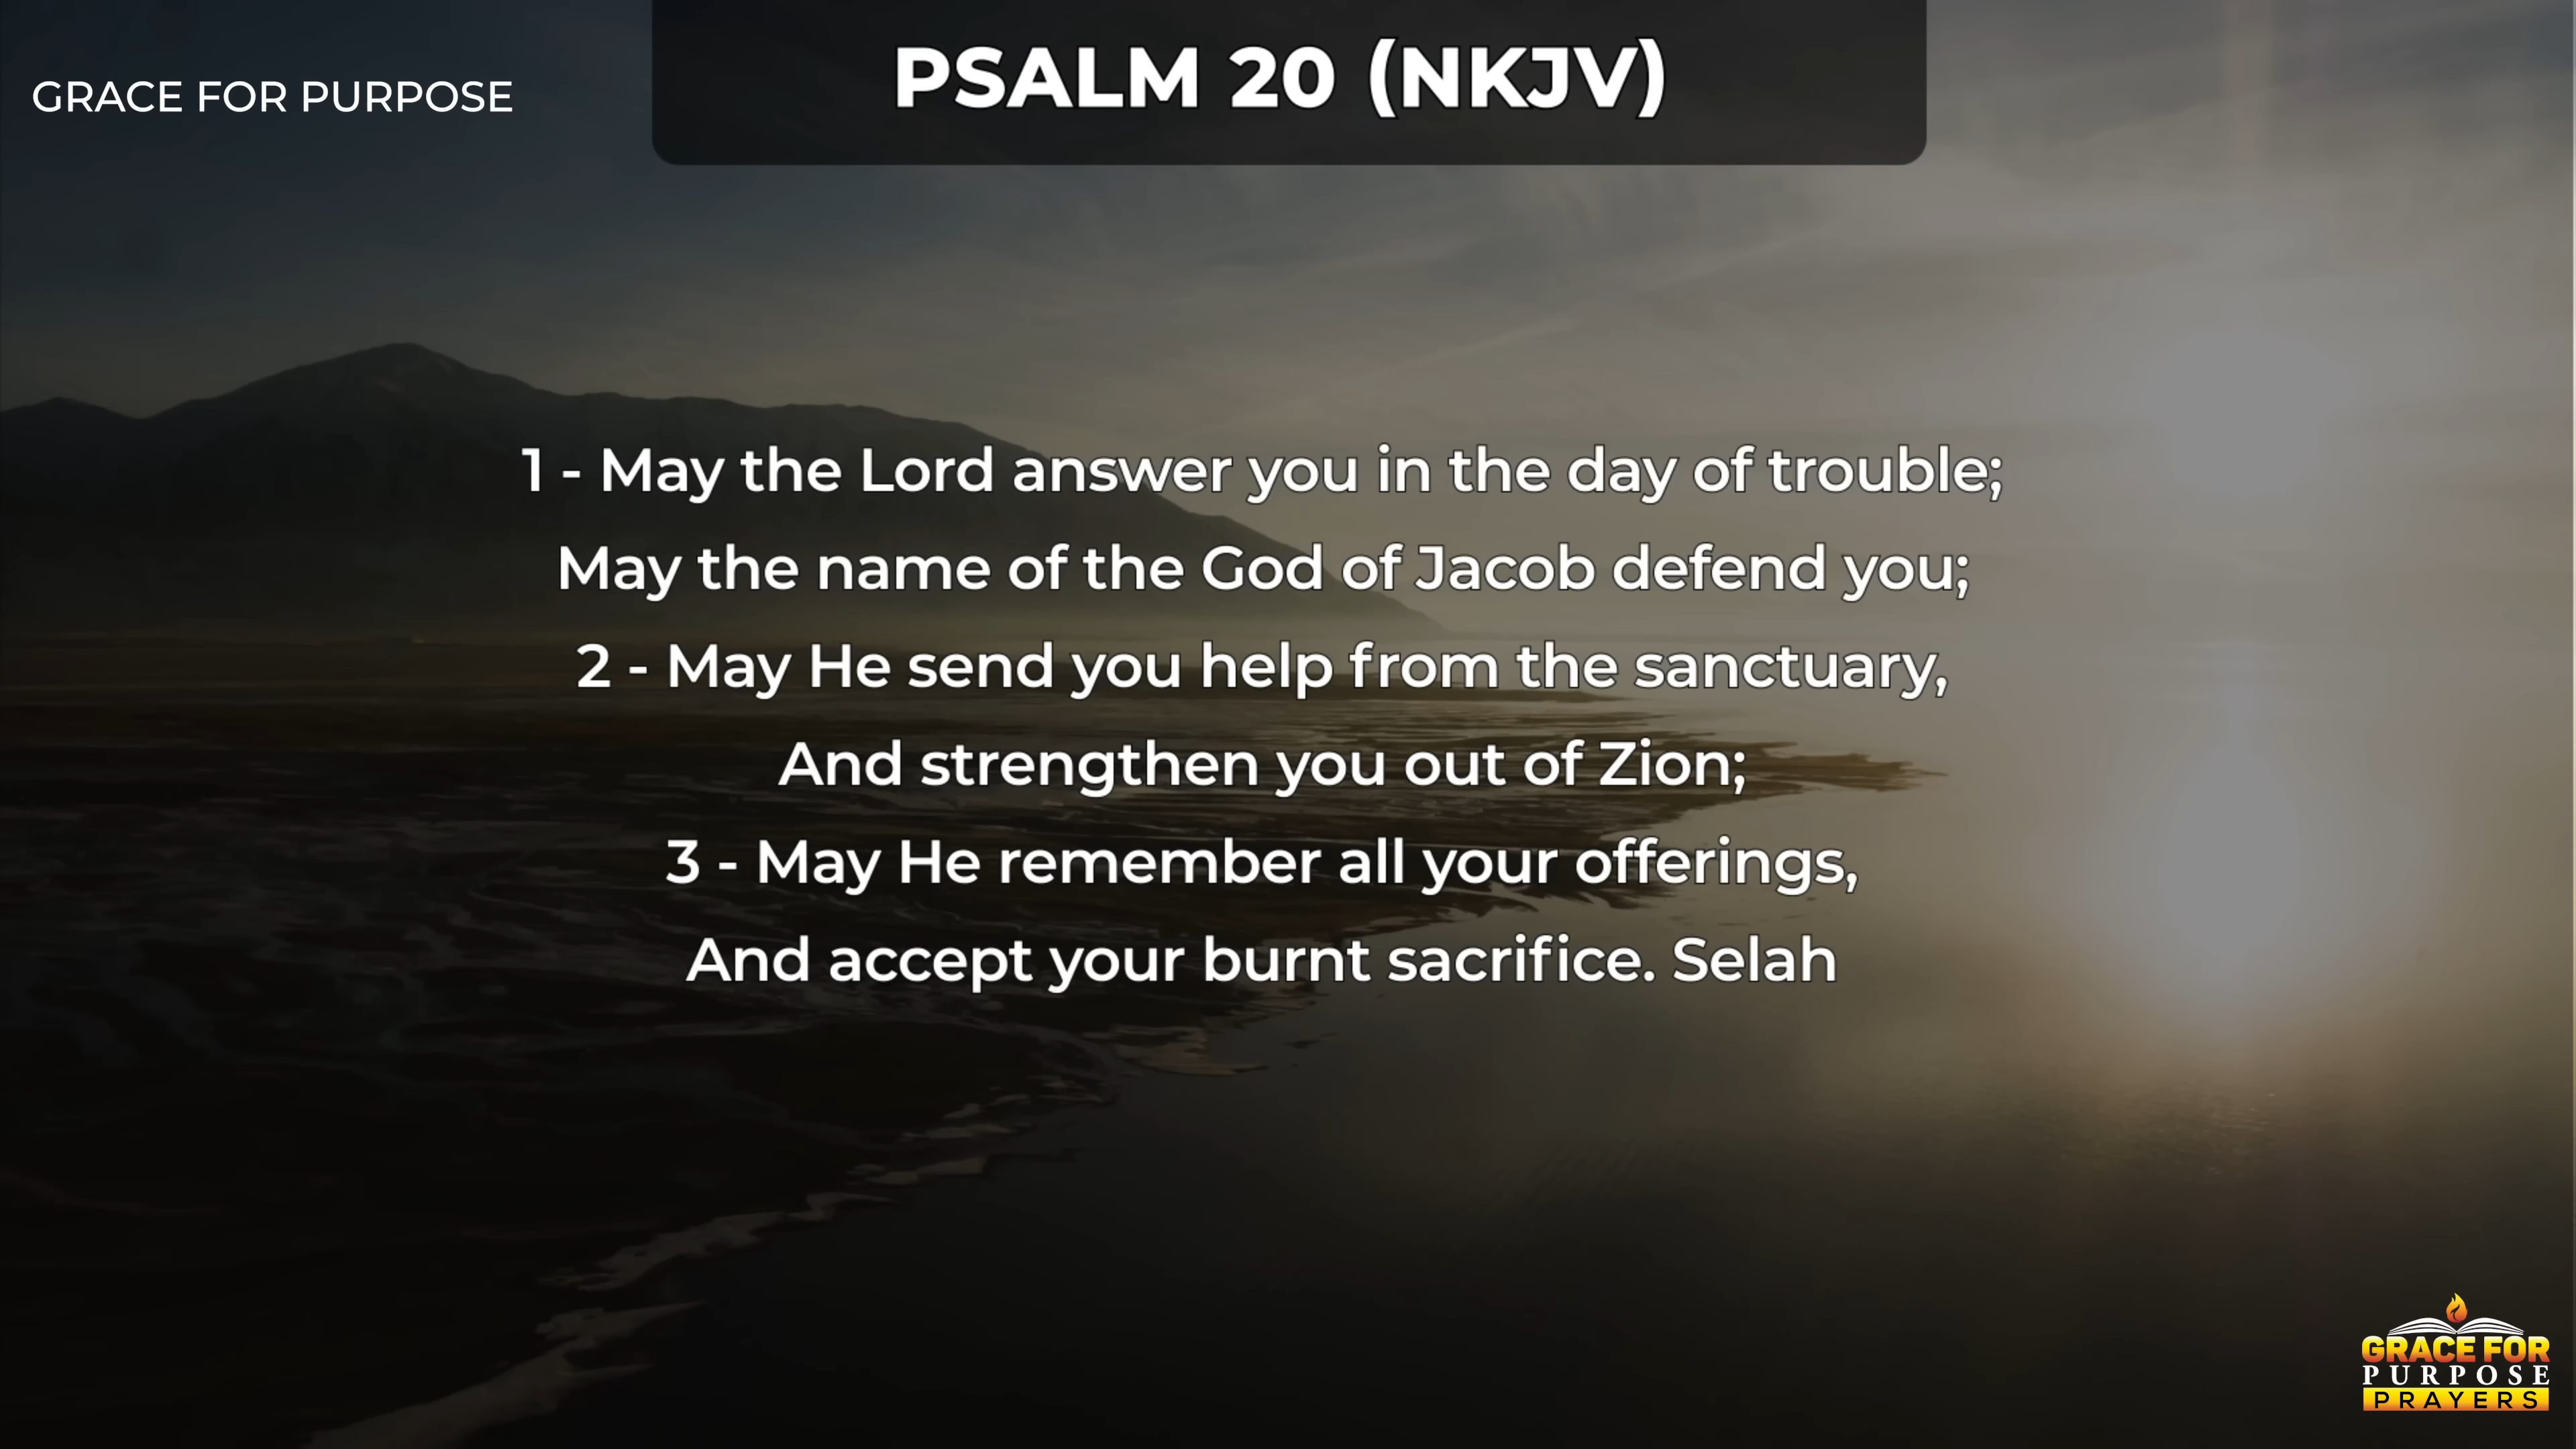 GRACE FOR PURPOSE
PSALM 20 (NKJV)
1 - May the Lord answer you in the day of trouble;
May the name of the God of Jacob defend you;
2 - May He send you help from the sanctuary,
And strengthen you out of Zion;
3 - May He remember all your offerings,
And accept your burnt sacrifice. Selah
GRACE FOR
PURPOSE
PRAYERS